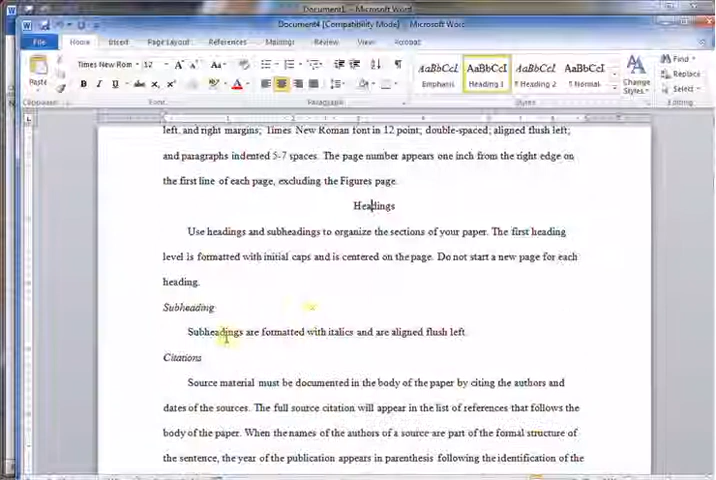 Document1 - Microsoft Word
Document4 [Compatibility Mode] - Microsoft Word
File Home Insert Page Layout References Mailings Review View Acrobat
Times New Rom 12
Paste
AaBbCcI AaBbCcI AaBbCcI AaBbCcI
Emphasis Heading 1 ¶ Heading 2 ¶ Normal
Change Styles
Find
Replace
Select
Clipboard Font Paragraph Styles Editing
left, and right margins; Times New Roman font in 12 point; double-spaced; aligned flush left;
and paragraphs indented 5-7 spaces. The page number appears one inch from the right edge on
the first line of each page, excluding the Figures page.
Headings
Use headings and subheadings to organize the sections of your paper. The first heading
level is formatted with initial caps and is centered on the page. Do not start a new page for each
heading.
Subheading
Subheadings are formatted with italics and are aligned flush left.
Citations
Source material must be documented in the body of the paper by citing the authors and
dates of the sources. The full source citation will appear in the list of references that follows the
body of the paper. When the names of the authors of a source are part of the formal structure of
the sentence, the year of the publication appears in parenthesis following the identification of the